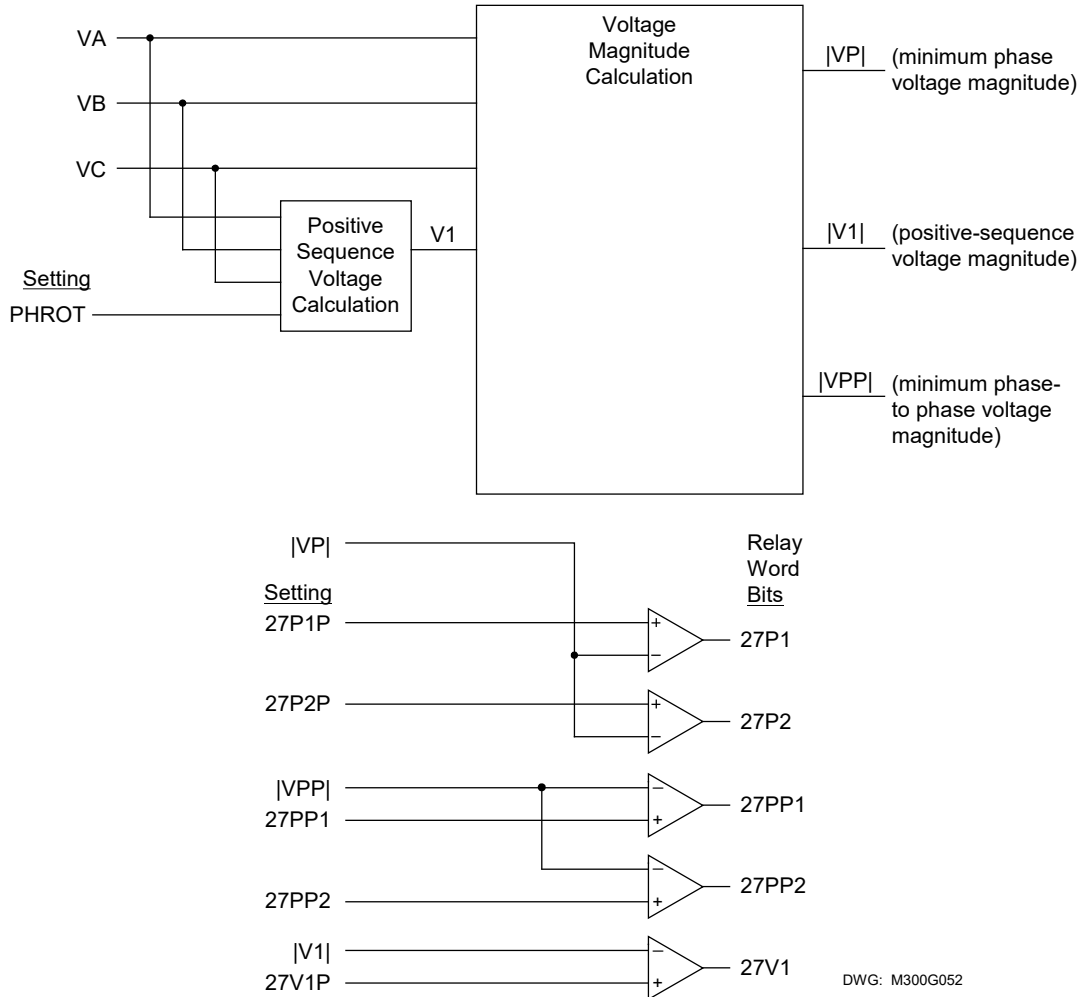 VA
VB
VC
Setting
PHROT
Positive
Sequence
Voltage
Calculation
V1
Voltage
Magnitude
Calculation
|VP|
(minimum phase
voltage magnitude)
|V1|
(positive-sequence
voltage magnitude)
|VPP|
(minimum phase-
to phase voltage
magnitude)
|VP|
Setting
27P1P
27P2P
|VPP|
27PP1
27PP2
|V1|
27V1P
+
−
+
−
−
+
−
+
−
+
Relay
Word
Bits
27P1
27P2
27PP1
27PP2
27V1
DWG: M300G052